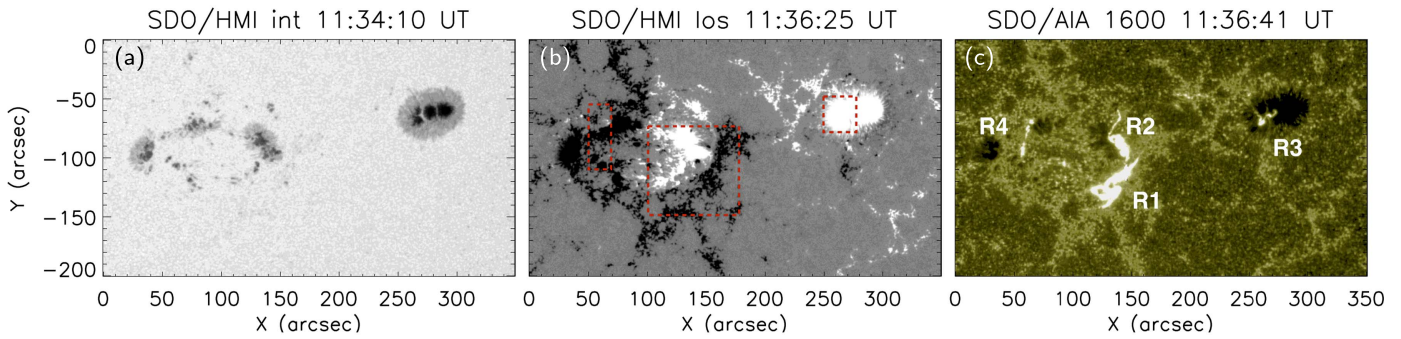 SDO/HMI int 11:34:10 UT
SDO/HMI los 11:36:25 UT
SDO/AIA 1600 11:36:41 UT
(a)
(b)
(c)
0
-50
-100
-150
-200
Y (arcsec)
R4
R2
R3
R1
0 50 100 150 200 250 300
0 50 100 150 200 250 300
0 50 100 150 200 250 300 350
X (arcsec)
X (arcsec)
X (arcsec)